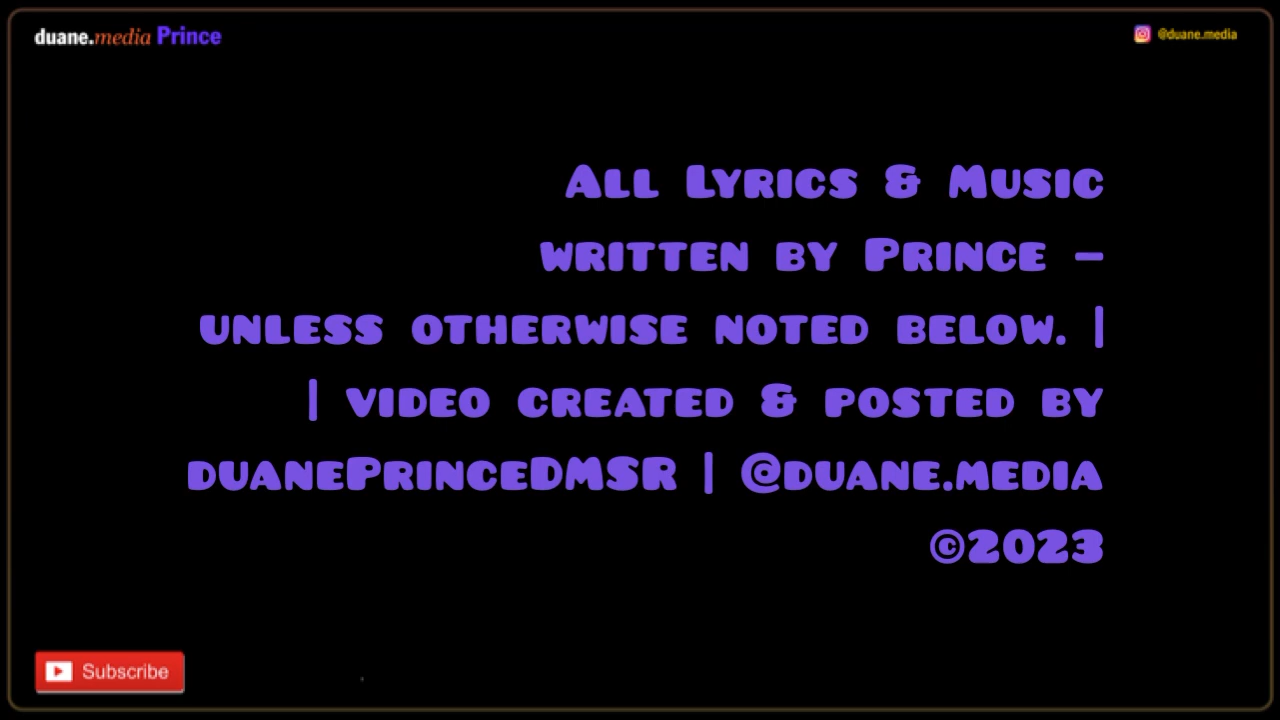 duane.media Prince
@duane.media
All Lyrics & Music
written by Prince –
unless otherwise noted below. |
| video created & posted by
duanePrinceDMSR | @duane.media
©2023
Subscribe